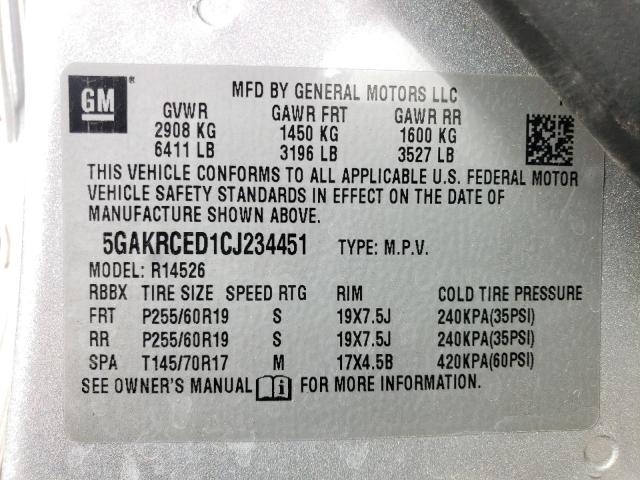 GM ®
MFD BY GENERAL MOTORS LLC
GVWR GAWR FRT GAWR RR
2908 KG 1450 KG 1600 KG
6411 LB 3196 LB 3527 LB
THIS VEHICLE CONFORMS TO ALL APPLICABLE U.S. FEDERAL MOTOR
VEHICLE SAFETY STANDARDS IN EFFECT ON THE DATE OF
MANUFACTURE SHOWN ABOVE.
5GAKRCED1CJ234451 TYPE: M.P.V.
MODEL: R14526
RBBX TIRE SIZE SPEED RTG RIM COLD TIRE PRESSURE
FRT P255/60R19 S 19X7.5J 240KPA(35PSI)
RR P255/60R19 S 19X7.5J 240KPA(35PSI)
SPA T145/70R17 M 17X4.5B 420KPA(60PSI)
SEE OWNER'S MANUAL i FOR MORE INFORMATION.